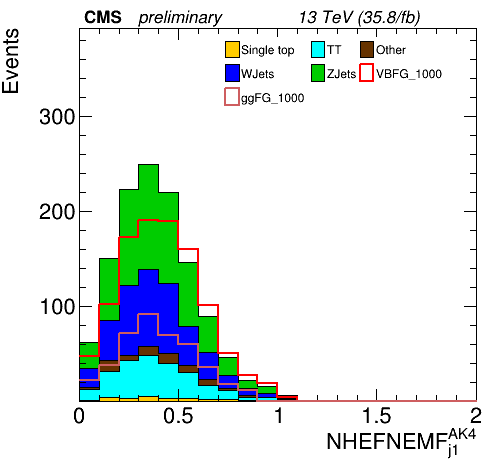 CMS preliminary 13 TeV (35.8/fb)
Events
Single top TT Other
WJets ZJets VBFG_1000
ggFG_1000
300
200
100
0 0.5 1 1.5 2
NHEFNEMF_{j1}^{AK4}